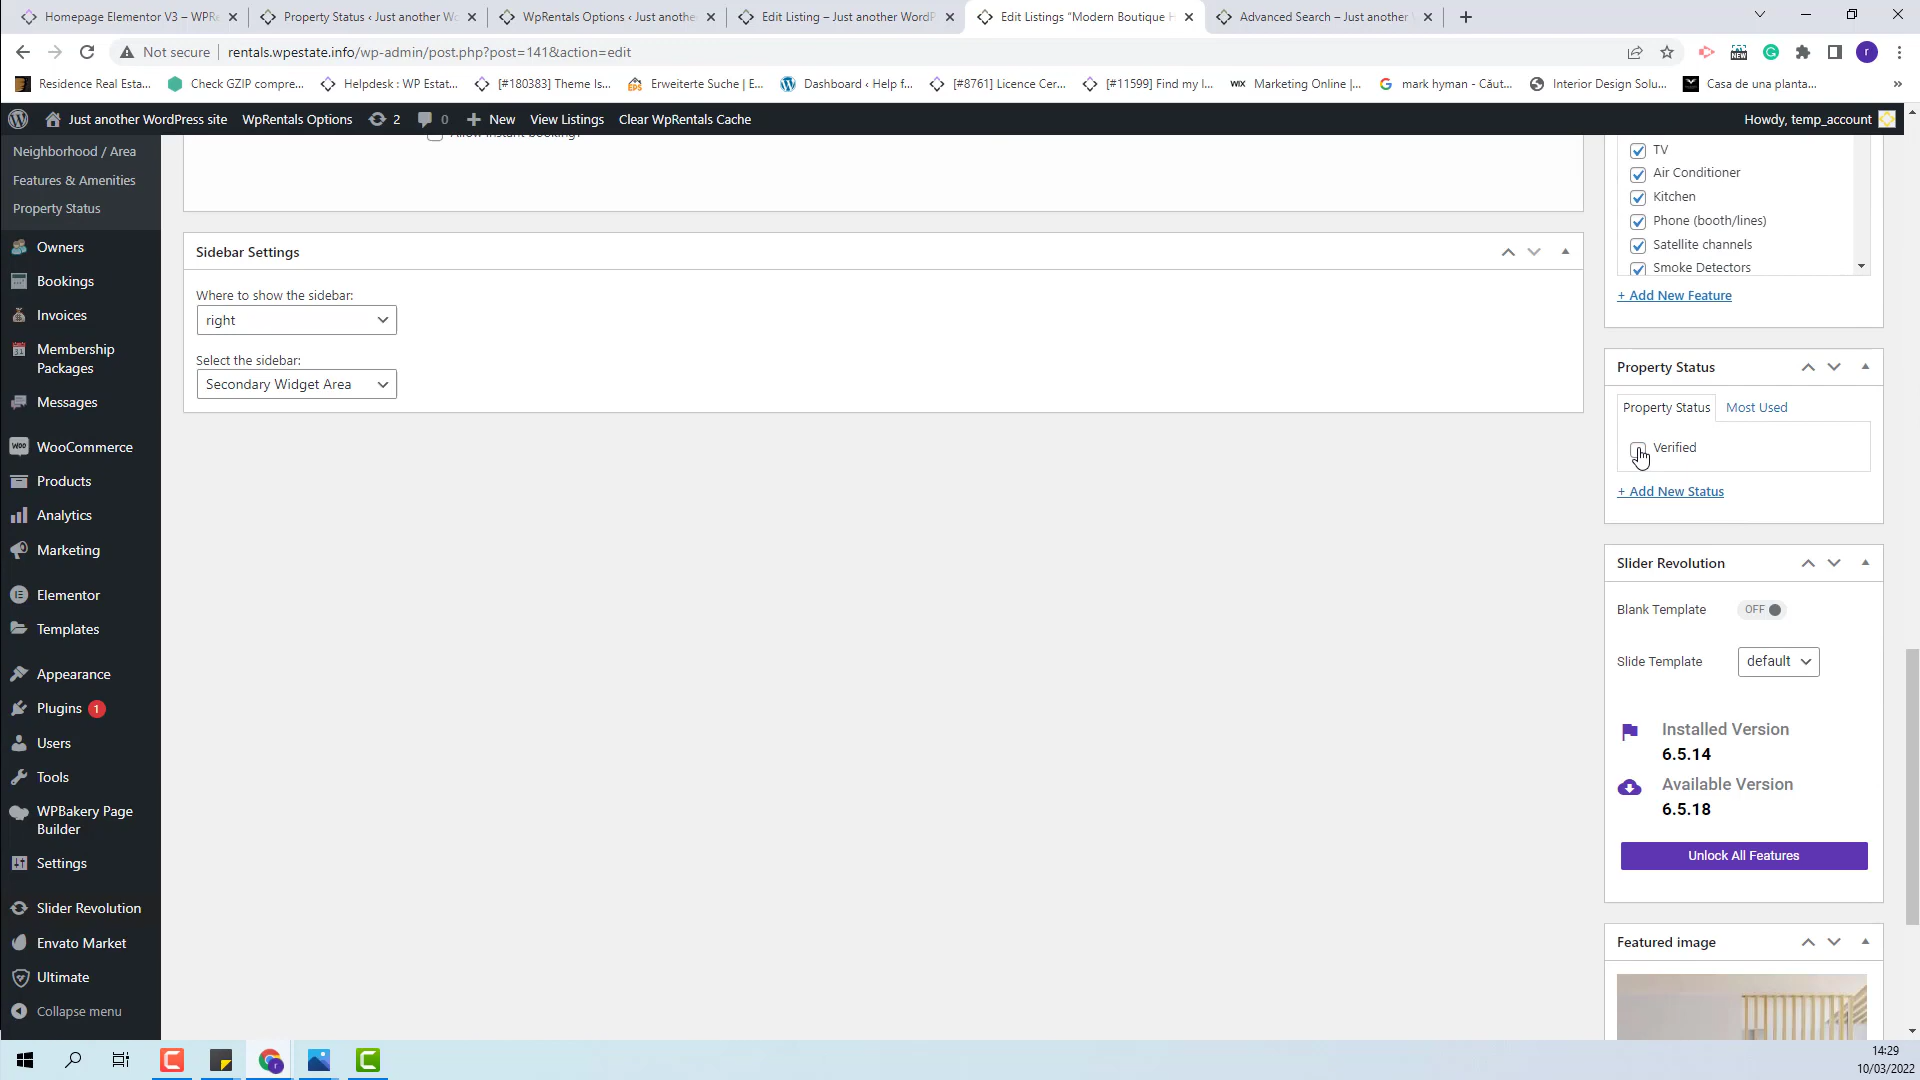 Homepage Elementor V3 – WPRe
Property Status ‹ Just another Wo
WpRentals Options ‹ Just anothe
Edit Listing – Just another WordP
Edit Listings "Modern Boutique H
Advanced Search – Just another
Not secure
rentals.wpestate.info/wp-admin/post.php?post=141&action=edit
Residence Real Esta...
Check GZIP compre...
Helpdesk : WP Estat...
[#180383] Theme Is...
Erweiterte Suche | E...
Dashboard ‹ Help f...
[#8761] Licence Cer...
[#11599] Find my l...
WIX Marketing Online |...
mark hyman - Căut...
Interior Design Solu...
Casa de una planta...
»
Just another WordPress site
WpRentals Options
2
0
New
View Listings
Clear WpRentals Cache
Howdy, temp_account
Neighborhood / Area
Features & Amenities
Property Status
Owners
Bookings
Invoices
Membership
Packages
Messages
WooCommerce
Products
Analytics
Marketing
Elementor
Templates
Appearance
Plugins 1
Users
Tools
WPBakery Page
Builder
Settings
Slider Revolution
Envato Market
Ultimate
Collapse menu
Allow instant booking?
Sidebar Settings
Where to show the sidebar:
right
Select the sidebar:
Secondary Widget Area
TV
Air Conditioner
Kitchen
Phone (booth/lines)
Satellite channels
Smoke Detectors
+ Add New Feature
Property Status
Property Status
Most Used
Verified
+ Add New Status
Slider Revolution
Blank Template
OFF
Slide Template
default
Installed Version
6.5.14
Available Version
6.5.18
Unlock All Features
Featured image
14:29
10/03/2022